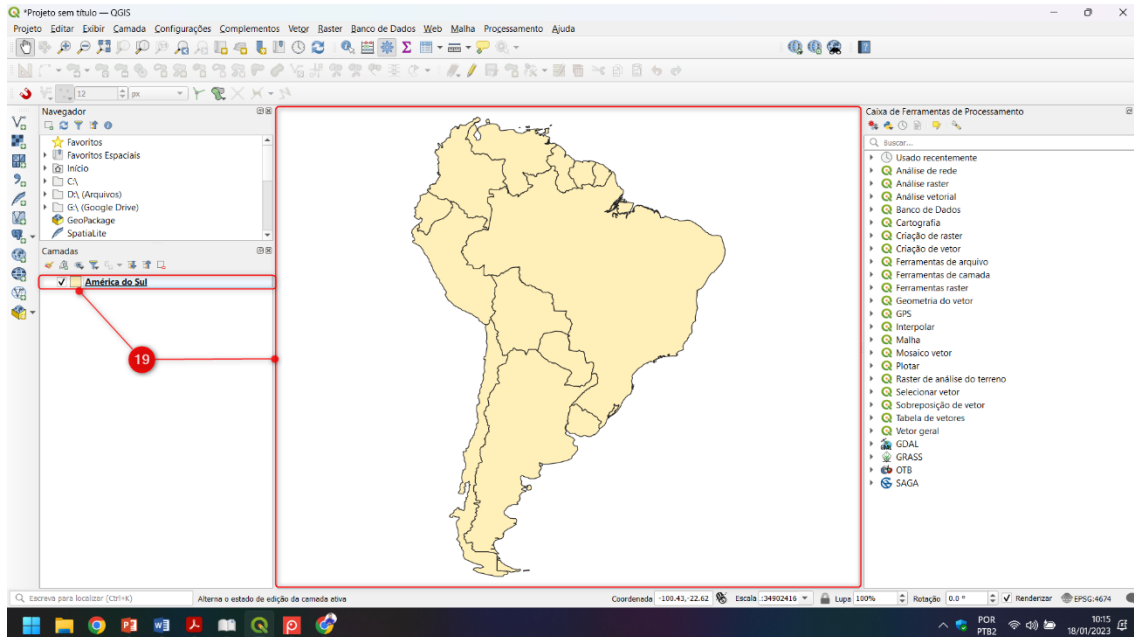 *Projeto sem título — QGIS
Projeto Editar Exibir Camada Configurações Complementos Vetor Raster Banco de Dados Web Malha Processamento Ajuda
12 px
Navegador
Favoritos
Favoritos Espaciais
Início
C:\
D:\ (Arquivos)
G:\ (Google Drive)
GeoPackage
SpatiaLite
Camadas
América do Sul
19
Caixa de Ferramentas de Processamento
Buscar...
Usado recentemente
Análise de rede
Análise raster
Análise vetorial
Banco de Dados
Cartografia
Criação de raster
Criação de vetor
Ferramentas de arquivo
Ferramentas de camada
Ferramentas raster
Geometria do vetor
GPS
Interpolar
Malha
Mosaico vetor
Plotar
Raster de análise do terreno
Selecionar vetor
Sobreposição de vetor
Tabela de vetores
Vetor geral
GDAL
GRASS
OTB
SAGA
Escreva para localizar (Ctrl+K) Alterna o estado de edição da camada ativa Coordenada -100.43,-22.62 Escala :34902416 Lupa 100% Rotação 0.0 ° Renderizar EPSG:4674
POR
PTB2
10:15
18/01/2023